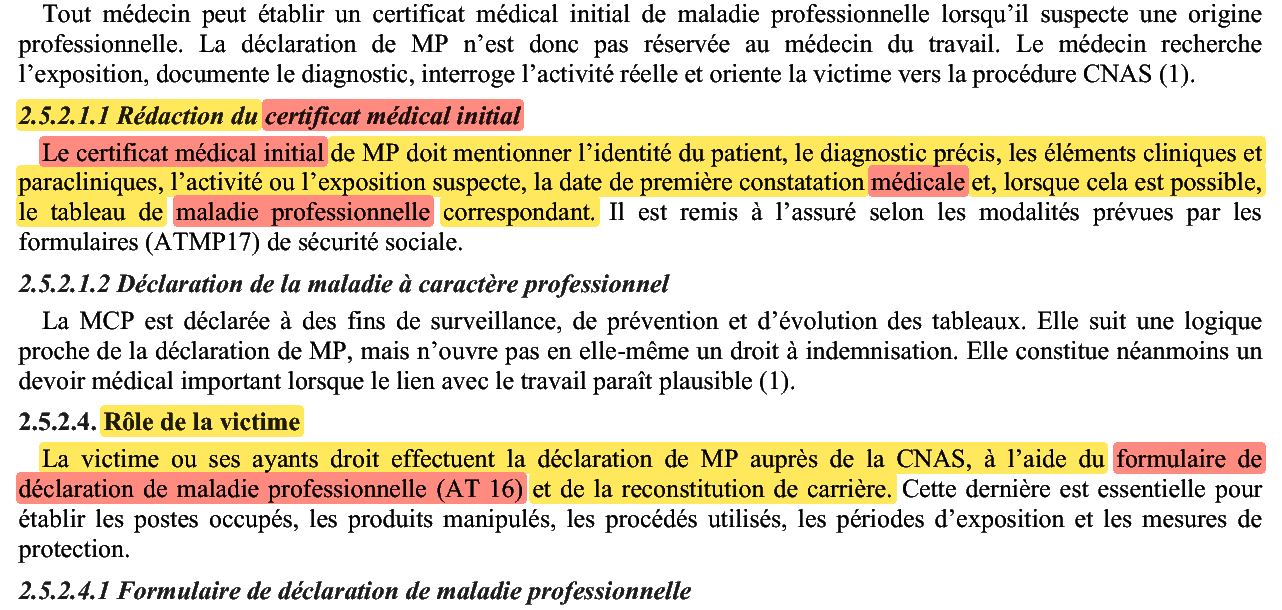 Tout médecin peut établir un certificat médical initial de maladie professionnelle lorsqu’il suspecte une origine
professionnelle. La déclaration de MP n’est donc pas réservée au médecin du travail. Le médecin recherche
l’exposition, documente le diagnostic, interroge l’activité réelle et oriente la victime vers la procédure CNAS (1).
2.5.2.1.1 Rédaction du certificat médical initial
Le certificat médical initial de MP doit mentionner l’identité du patient, le diagnostic précis, les éléments cliniques et
paracliniques, l’activité ou l’exposition suspecte, la date de première constatation médicale et, lorsque cela est possible,
le tableau de maladie professionnelle correspondant. Il est remis à l’assuré selon les modalités prévues par les
formulaires (ATMP17) de sécurité sociale.
2.5.2.1.2 Déclaration de la maladie à caractère professionnel
La MCP est déclarée à des fins de surveillance, de prévention et d’évolution des tableaux. Elle suit une logique
proche de la déclaration de MP, mais n’ouvre pas en elle-même un droit à indemnisation. Elle constitue néanmoins un
devoir médical important lorsque le lien avec le travail paraît plausible (1).
2.5.2.4. Rôle de la victime
La victime ou ses ayants droit effectuent la déclaration de MP auprès de la CNAS, à l’aide du formulaire de
déclaration de maladie professionnelle (AT 16) et de la reconstitution de carrière. Cette dernière est essentielle pour
établir les postes occupés, les produits manipulés, les procédés utilisés, les périodes d’exposition et les mesures de
protection.
2.5.2.4.1 Formulaire de déclaration de maladie professionnelle